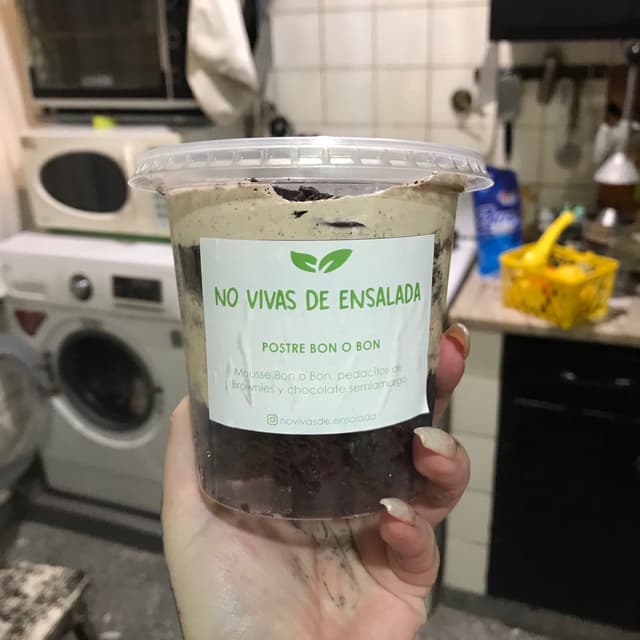 NO VIVAS DE ENSALADA
POSTRE BON O BON
Mousse Bon o Bon, pedacitos de
Brownies y chocolate semiamargo
novivasde.ensalada